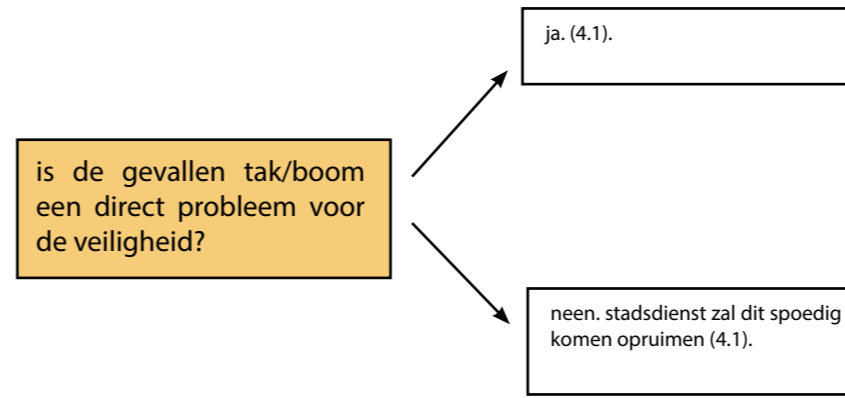 ja. (4.1).
is de gevallen tak/boom
een direct probleem voor
de veiligheid?
neen. stadsdienst zal dit spoedig
komen opruimen (4.1).